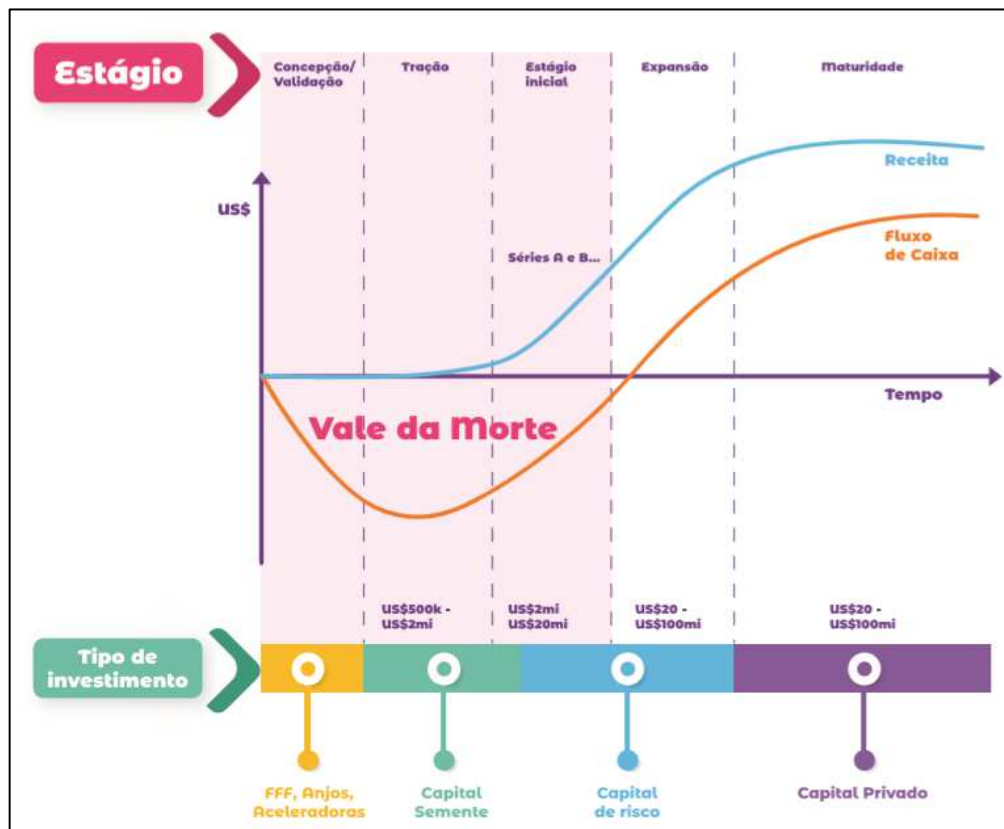 Estágio
Concepção/
Validação
Tração
Estágio
inicial
Expansão
Maturidade
Receita
US$
Fluxo
de Caixa
Séries A e B...
Tempo
Vale da Morte
US$500k -
US$2mi
US$2mi
US$20mi
US$20 -
US$100mi
US$20 -
US$100mi
Tipo de
investimento
FFF, Anjos,
Aceleradoras
Capital
Semente
Capital
de risco
Capital Privado